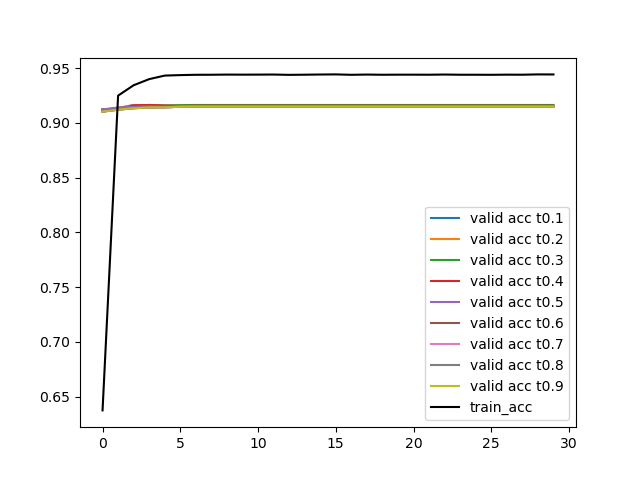 0.95
0.90
0.85
0.80
0.75
0.70
0.65
0
5
10
15
20
25
30
valid acc t0.1
valid acc t0.2
valid acc t0.3
valid acc t0.4
valid acc t0.5
valid acc t0.6
valid acc t0.7
valid acc t0.8
valid acc t0.9
train_acc